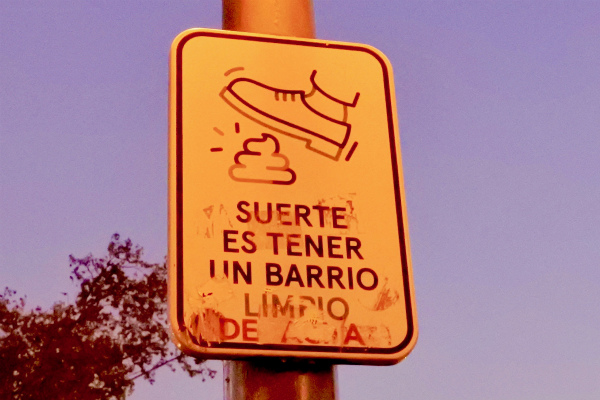 SUERTE
ES TENER
UN BARRIO
LIMPIO
DE